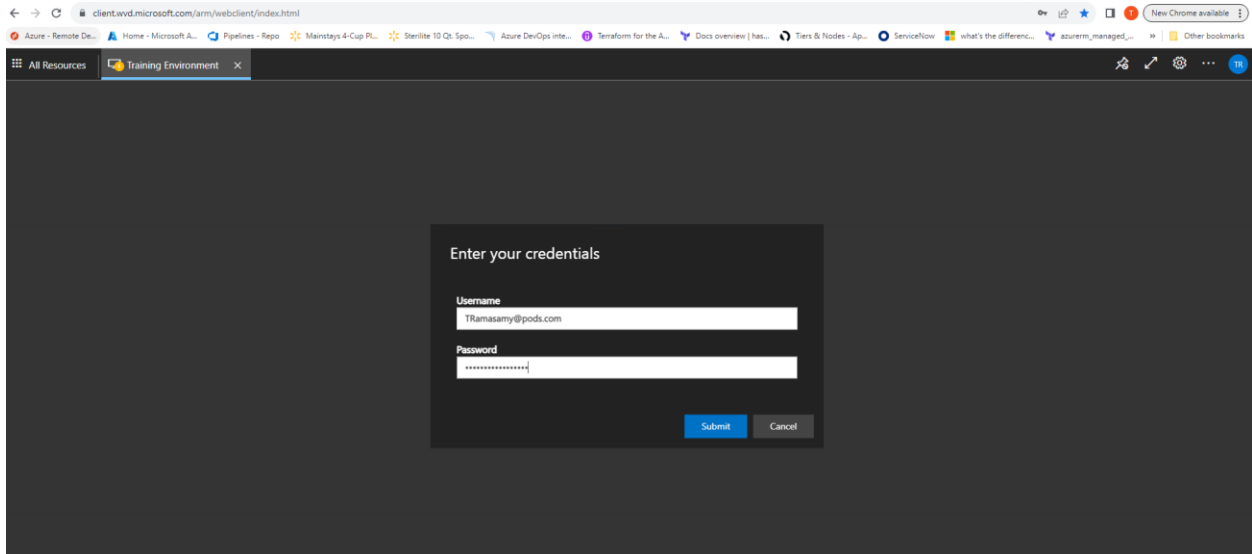 client.wvd.microsoft.com/arm/webclient/index.html New Chrome available
Azure - Remote De... Home - Microsoft A... Pipelines - Repo Mainstays 4-Cup Pl... Sterilite 10 Qt. Spo... Azure DevOps inte... Terraform for the A... Docs overview | has... Tiers & Nodes - Ap... ServiceNow what's the differenc... azurerm_managed_... » Other bookmarks
All Resources Training Environment TR
Enter your credentials
Username
TRamasamy@pods.com
Password
Submit Cancel